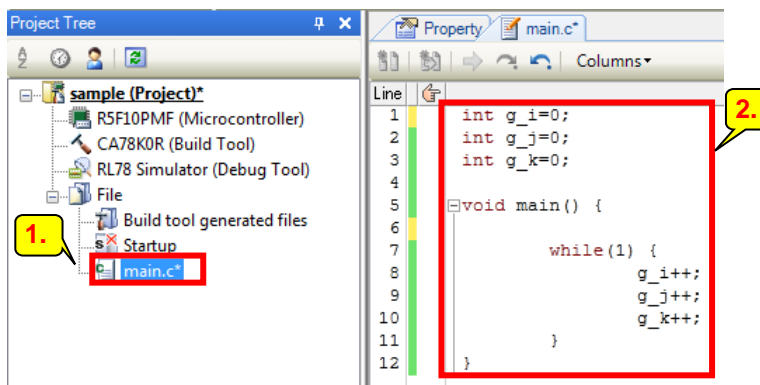 Project Tree
sample (Project)*
R5F10PMF (Microcontroller)
CA78K0R (Build Tool)
RL78 Simulator (Debug Tool)
File
Build tool generated files
Startup
main.c*
1.
Property
main.c*
Columns
Line
1 int g_i=0;
2 int g_j=0;
3 int g_k=0;
4
5 void main() {
6
7 while(1) {
8 g_i++;
9 g_j++;
10 g_k++;
11 }
12 }
2.